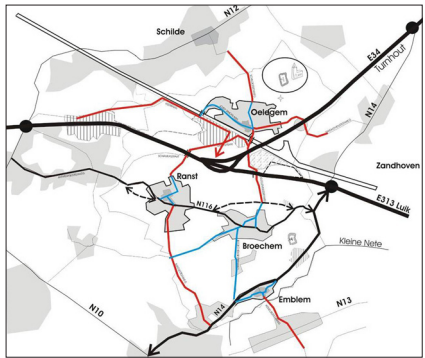 N12
Schilde
E34
Turnhout
N14
Oelegem
Zandhoven
Ranst
E313 Luik
N116
Broechem
Kleine Nete
Emblem
N10
N14
N13